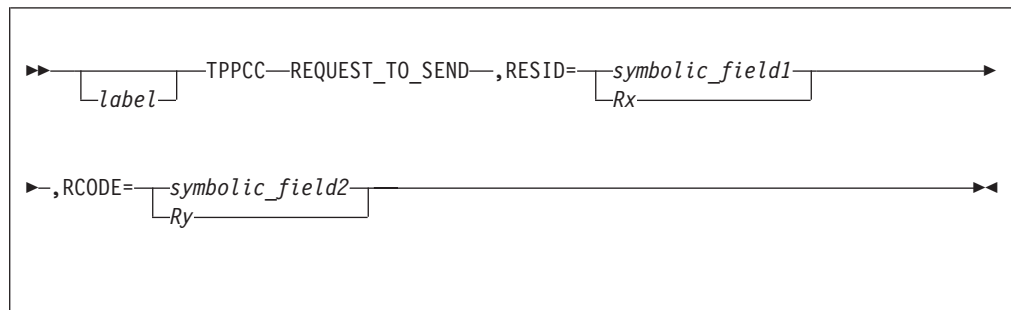 TPPCC REQUEST_TO_SEND ,RESID= symbolic_field1
label Rx
,RCODE= symbolic_field2
Ry